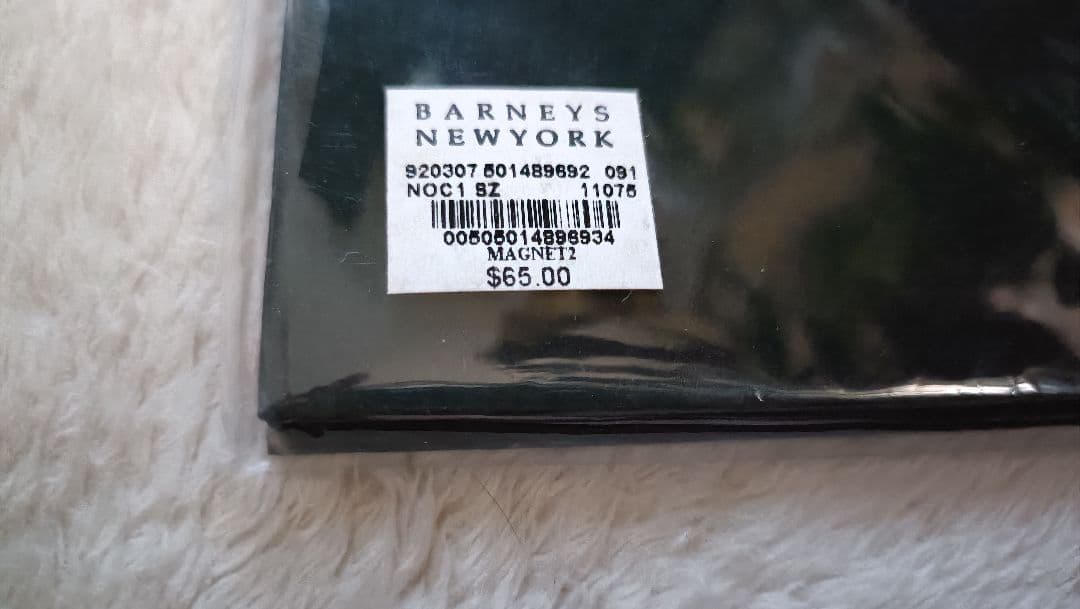 BARNEYS
NEWYORK
920307 501489692 091
NOC1 SZ 11075
00505014896934
MAGNET2
$65.00